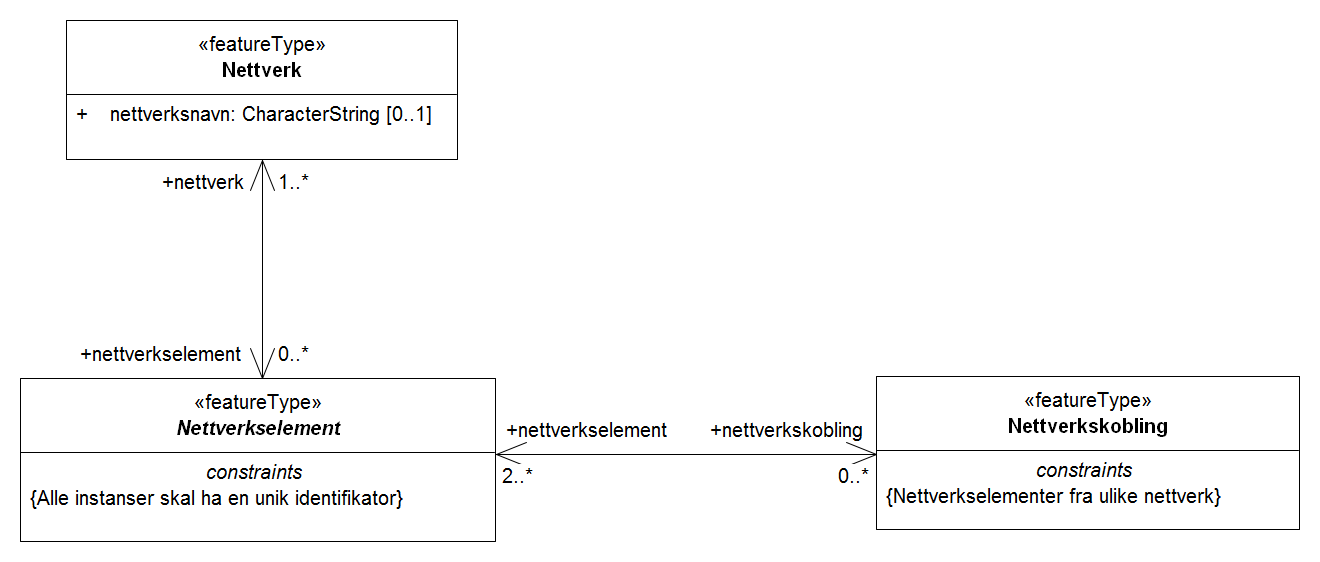 «featureType»
Nettverk
+ nettverksnavn: CharacterString [0..1]
+nettverk 1..*
+nettverkselement 0..*
«featureType»
Nettverkselement
constraints
{Alle instanser skal ha en unik identifikator}
+nettverkselement +nettverkskobling
2..* 0..*
«featureType»
Nettverkskobling
constraints
{Nettverkselementer fra ulike nettverk}